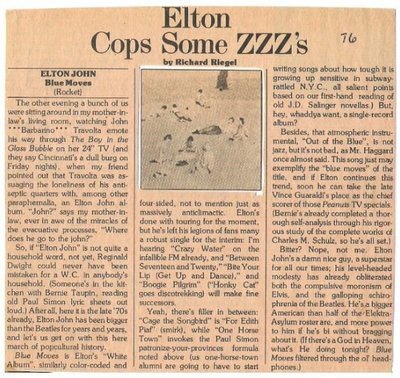 Elton
Cops Some ZZZ's
76
by Richard Riegel
ELTON JOHN
Blue Moves
(Rocket)
The other evening a bunch of us
were sitting around in my mother-in-
law's living room, watching John
***Barbarino*** Travolta emote
his way through The Boy in the
Glass Bubble on her 24" TV (and
they say Cincinnati's a dull burg on
Friday nights), when my friend
pointed out that Travolta was as-
suaging the loneliness of his anti-
septic quarters with, among other
paraphernalia, an Elton John al-
bum. "John?" says my mother-in-
law, ever in awe of the miracles of
the evacuative processes, "Where
does he go to the john?"
So, if "Elton John" is not quite a
household word, not yet, Reginald
Dwight could never have been
mistaken for a W.C. in anybody's
household. (Someone's in the kit-
chen with Bernie Taupin, reading
old Paul Simon lyric sheets out
loud.) After all, here it is the late '70s
already, Elton John has been bigger
than the Beatles for years and years,
and let's us get on with this here
march of popcultural history.
Blue Moves is Elton's "White
Album", similarly color-coded and
four-sided, not to mention just as
massively anticlimactic. Elton's
done with touring for the moment,
but he's left his legions of fans many
a robust single for the interim: I'm
hearing "Crazy Water" on the
infallible FM already, and "Between
Seventeen and Twenty," "Bite Your
Lip (Get Up and Dance)," and
"Boogie Pilgrim" ("Honky Cat"
goes discotrekking) will make fine
successors.
Yeah, there's filler in between:
"Cage the Songbird" is "For Edith
Piaf" (smirk), while "One Horse
Town" invokes the Paul Simon
patronize-your-provinces formula
noted above (us one-horse-town
alumni are going to have to start
writing songs about how tough it is
growing up sensitive in subway-
rattled N.Y.C., all salient points
based on our first-hand reading of
old J.D. Salinger novellas.) But,
hey, whaddya want, a single-record
album?
Besides, that atmospheric instru-
mental, "Out of the Blue", is not
jazz, but it's not bad, as Mr. Haggard
once almost said. This song just may
exemplify the "blue moves" of the
title, and if Elton continues this
trend, soon he can take the late
Vince Guaraldi's place as the chief
scorer of those Peanuts TV specials.
(Bernie's already completed a thor-
ough self-analysis through his rigor-
ous study of the complete works of
Charles M. Schulz, so he's all set.)
Bitter? Nope, not me. Elton
John's a damn nice guy, a superstar
for all our times; his level-headed
modesty has already obliterated
both the compulsive moronism of
Elvis, and the galloping schizo-
phrenia of the Beatles. He's a bigger
American than half of the Elektra-
Asylum roster are, and more power
to him if he's bit without bragging
about it. (If there's a God in Heaven,
what's He doing tonight? Blue
Moves filtered through the ol' head-
phones.)